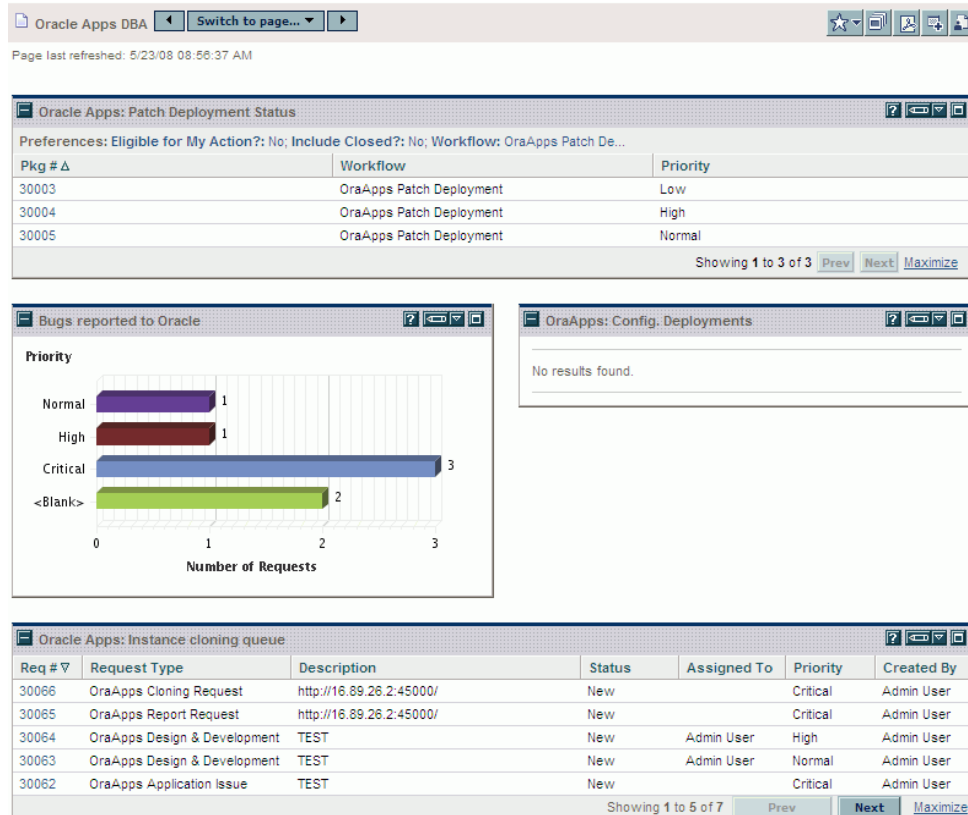 Oracle Apps DBA Switch to page...
Page last refreshed: 5/23/08 08:56:37 AM
Oracle Apps: Patch Deployment Status ?
Preferences: Eligible for My Action?: No; Include Closed?: No; Workflow: OraApps Patch De...
Pkg # Workflow Priority
30003 OraApps Patch Deployment Low
30004 OraApps Patch Deployment High
30005 OraApps Patch Deployment Normal
Showing 1 to 3 of 3 Prev Next Maximize
Bugs reported to Oracle ?
Priority
Normal 1
High 1
Critical 3
<Blank> 2
0 1 2 3
Number of Requests
OraApps: Config. Deployments ?
No results found.
Oracle Apps: Instance cloning queue ?
Req # Request Type Description Status Assigned To Priority Created By
30066 OraApps Cloning Request http://16.89.26.2:45000/ New Critical Admin User
30065 OraApps Report Request http://16.89.26.2:45000/ New Critical Admin User
30064 OraApps Design & Development TEST New Admin User High Admin User
30063 OraApps Design & Development TEST New Admin User Normal Admin User
30062 OraApps Application Issue TEST New Critical Admin User
Showing 1 to 5 of 7 Prev Next Maximize